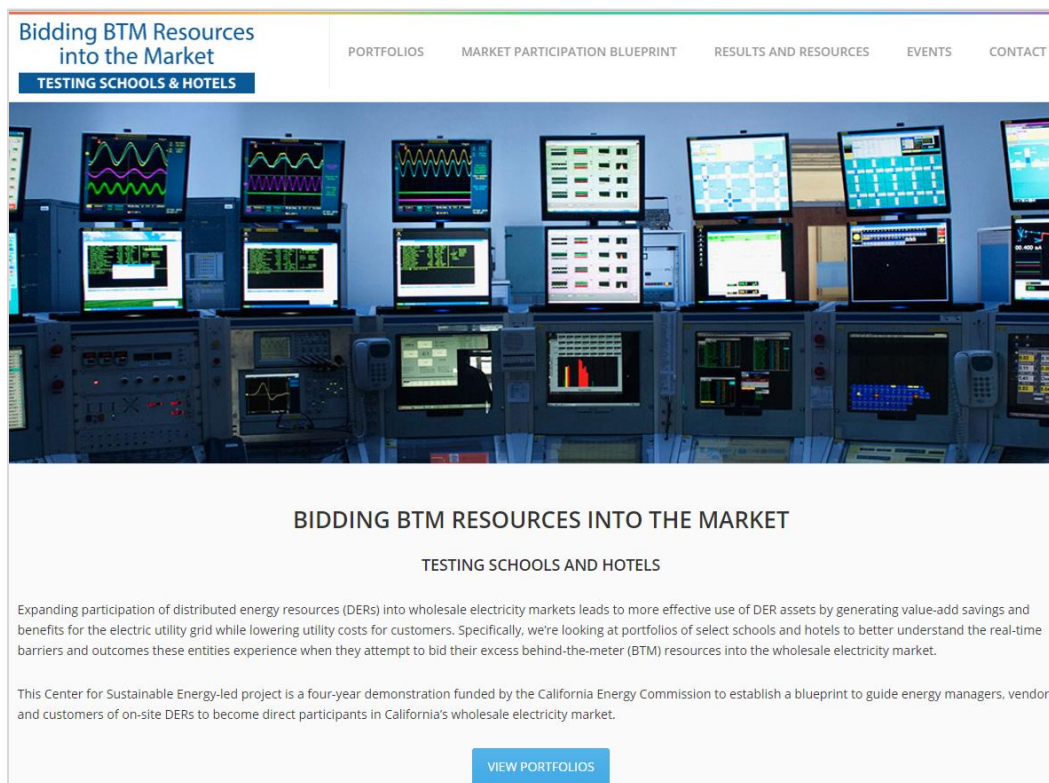 Bidding BTM Resources
into the Market
TESTING SCHOOLS & HOTELS
PORTFOLIOS MARKET PARTICIPATION BLUEPRINT RESULTS AND RESOURCES EVENTS CONTACT
00.400 nA
BIDDING BTM RESOURCES INTO THE MARKET
TESTING SCHOOLS AND HOTELS
Expanding participation of distributed energy resources (DERs) into wholesale electricity markets leads to more effective use of DER assets by generating value-add savings and
benefits for the electric utility grid while lowering utility costs for customers. Specifically, we're looking at portfolios of select schools and hotels to better understand the real-time
barriers and outcomes these entities experience when they attempt to bid their excess behind-the-meter (BTM) resources into the wholesale electricity market.
This Center for Sustainable Energy-led project is a four-year demonstration funded by the California Energy Commission to establish a blueprint to guide energy managers, vendor
and customers of on-site DERs to become direct participants in California's wholesale electricity market.
VIEW PORTFOLIOS